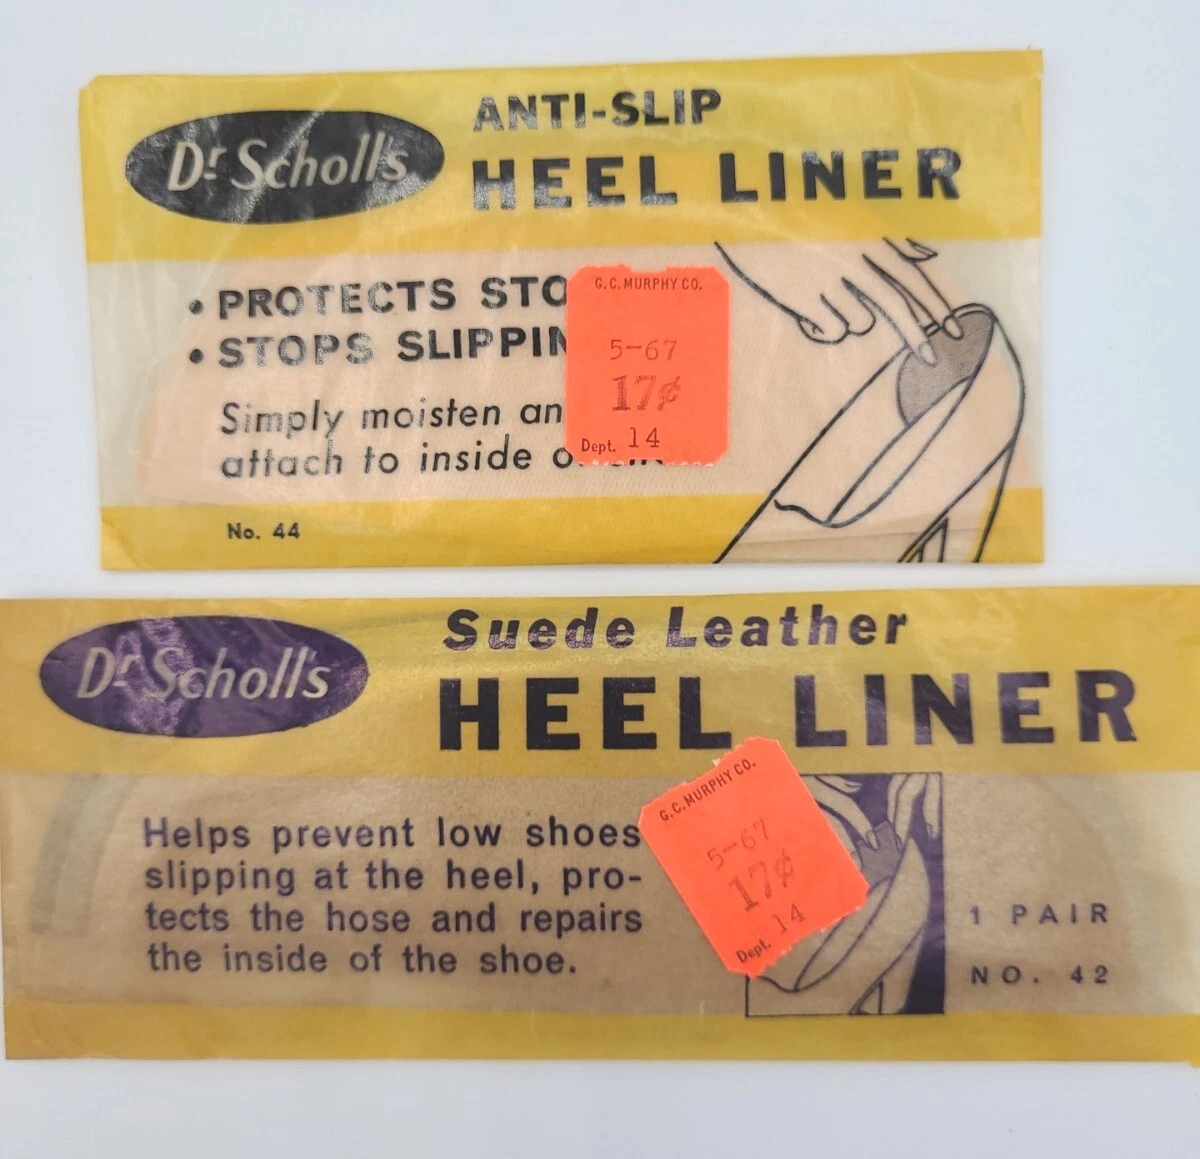 Dr. Scholl's
ANTI-SLIP
HEEL LINER
• PROTECTS STO
• STOPS SLIPPIN
Simply moisten an
attach to inside o
No. 44
G.C. MURPHY CO.
5-67
17¢
Dept. 14
Dr. Scholl's
Suede Leather
HEEL LINER
Helps prevent low shoes
slipping at the heel, pro-
tects the hose and repairs
the inside of the shoe.
G.C. MURPHY CO.
5-67
17¢
Dept. 14
1 PAIR
NO. 42